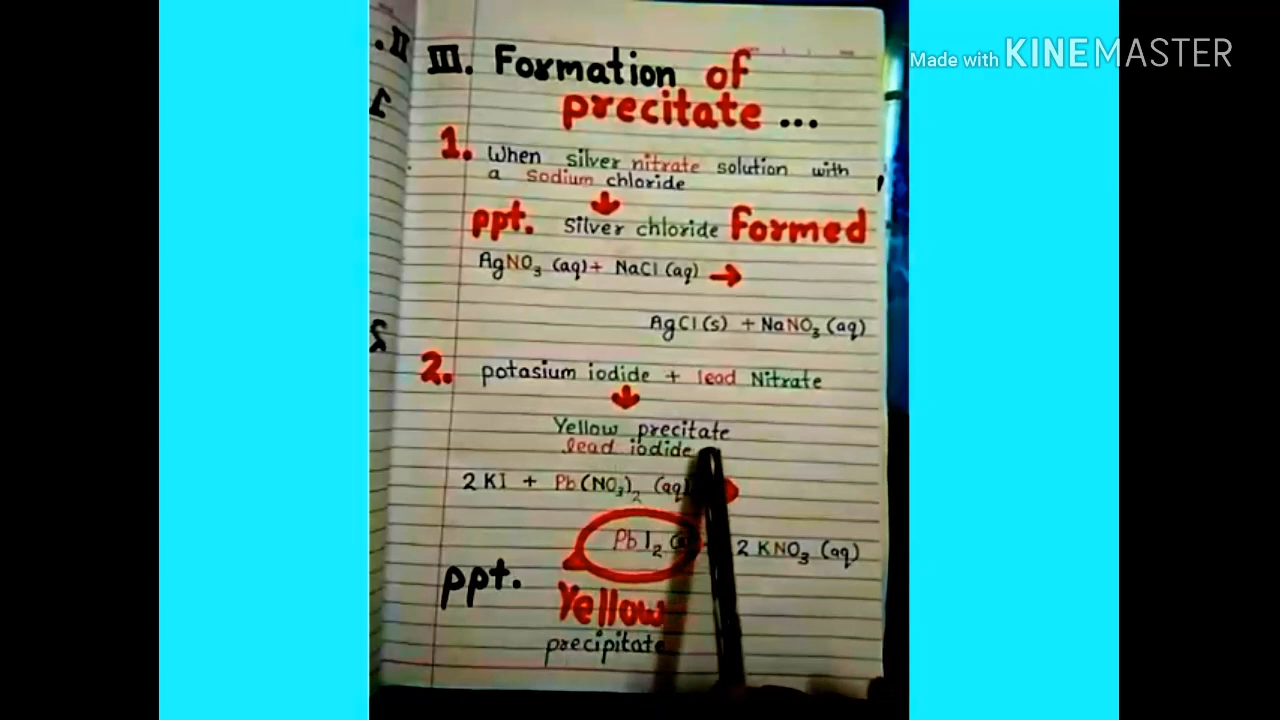 Made with KINEMASTER
II.
III. Formation of
precitate ...
1. When silver nitrate solution with
a sodium chloride
ppt. silver chloride formed
AgNO₃ (aq) + NaCl (aq) →
AgCl (s) + NaNO₃ (aq)
2. potasium iodide + lead Nitrate
Yellow precitate
lead iodide
2 KI + Pb(NO₃)₂ (aq)
PbI₂ 2 KNO₃ (aq)
ppt. Yellow
precipitate